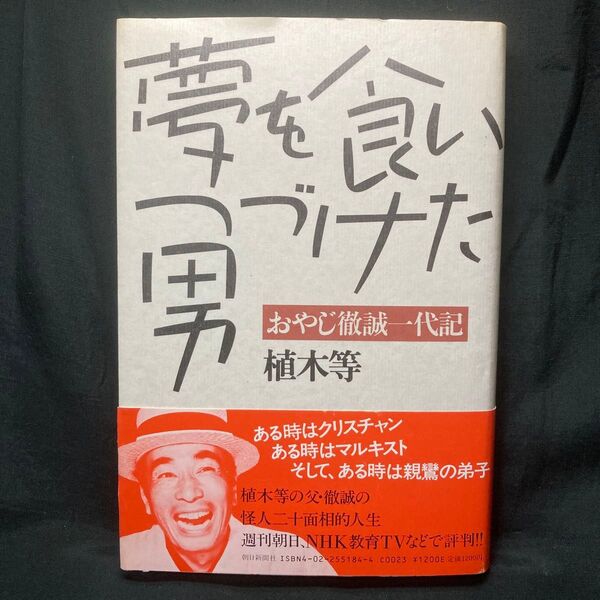 夢を食い
つづけた
男
おやじ徹誠一代記
植木等
ある時はクリスチャン
ある時はマルキスト
そして、ある時は親鸞の弟子
植木等の父・徹誠の
怪人二十面相的人生
週刊朝日、NHK教育TVなどで評判!!
朝日新聞社 ISBN4-02-255184-4 C0023 ¥1200E 定価1200円